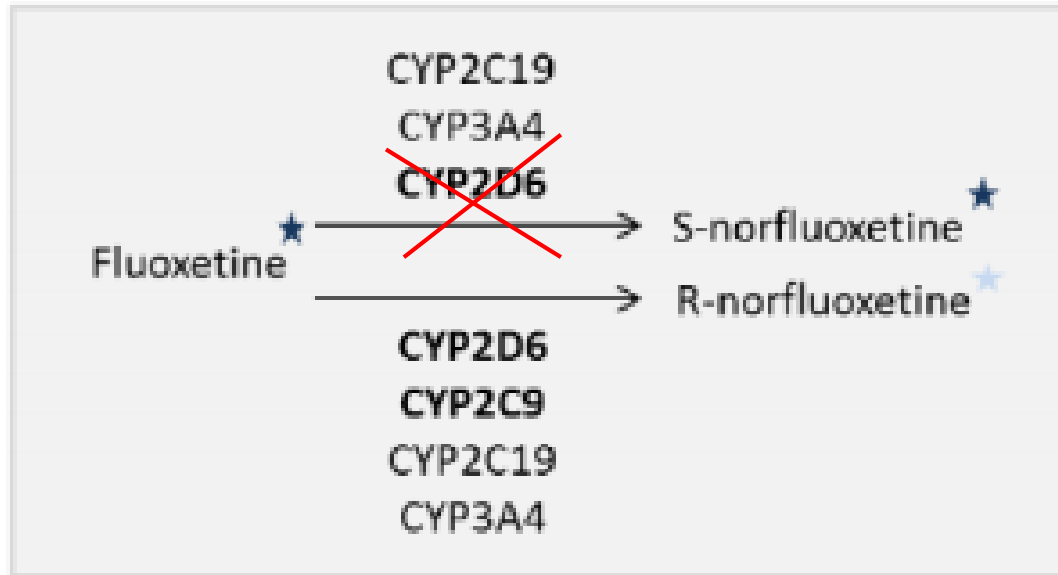 CYP2C19
CYP3A4
CYP2D6
Fluoxetine
S-norfluoxetine
R-norfluoxetine
CYP2D6
CYP2C9
CYP2C19
CYP3A4